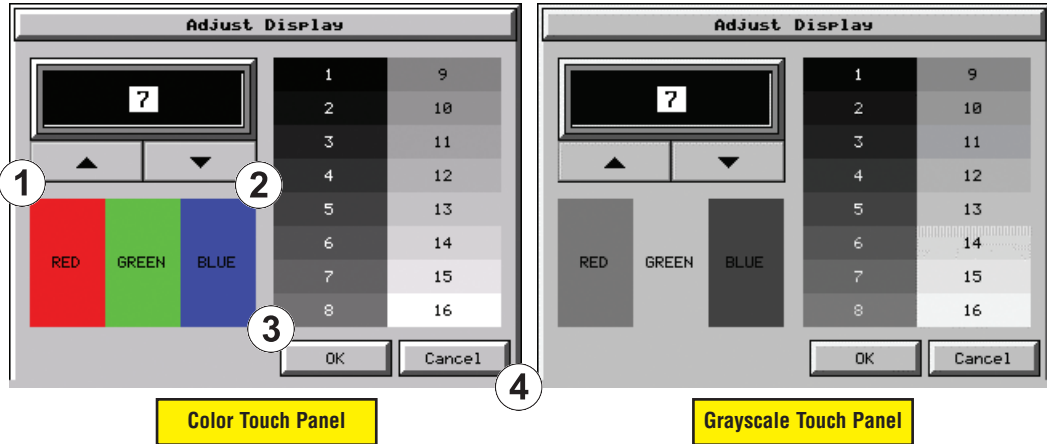 Adjust Display
7
1 9
2 10
3 11
4 12
5 13
6 14
7 15
8 16
1
2
RED GREEN BLUE
3
OK Cancel
4
Color Touch Panel
Adjust Display
7
1 9
2 10
3 11
4 12
5 13
6 14
7 15
8 16
RED GREEN BLUE
OK Cancel
Grayscale Touch Panel